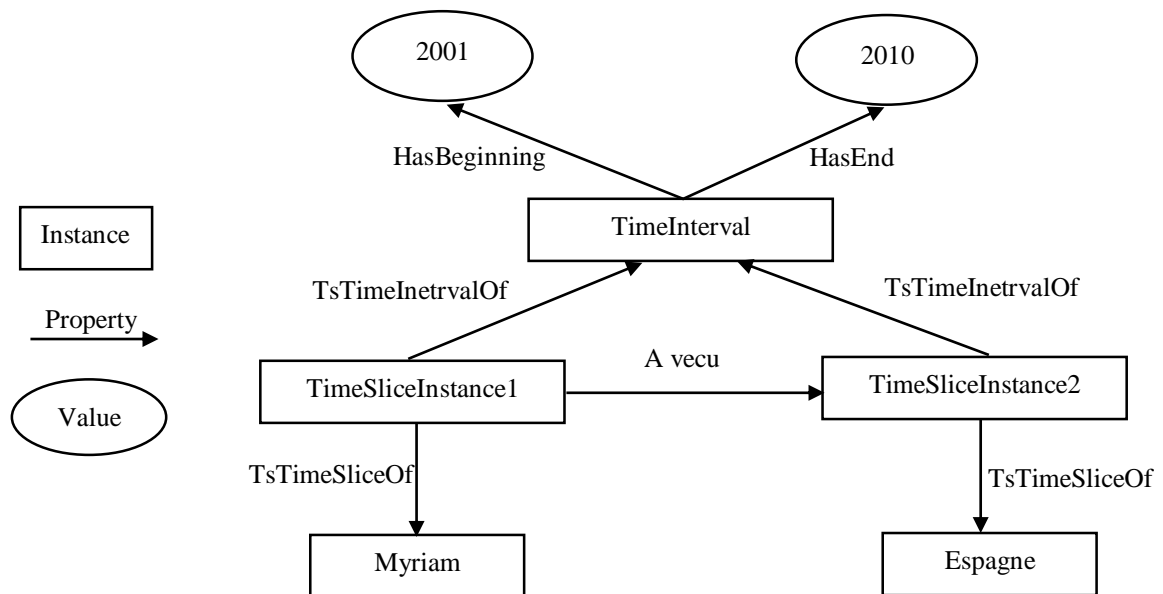 2001
2010
HasBeginning
HasEnd
TimeInterval
Instance
TsTimeInetrvalOf
TsTimeInetrvalOf
Property
A vecu
TimeSliceInstance1
TimeSliceInstance2
Value
TsTimeSliceOf
TsTimeSliceOf
Myriam
Espagne